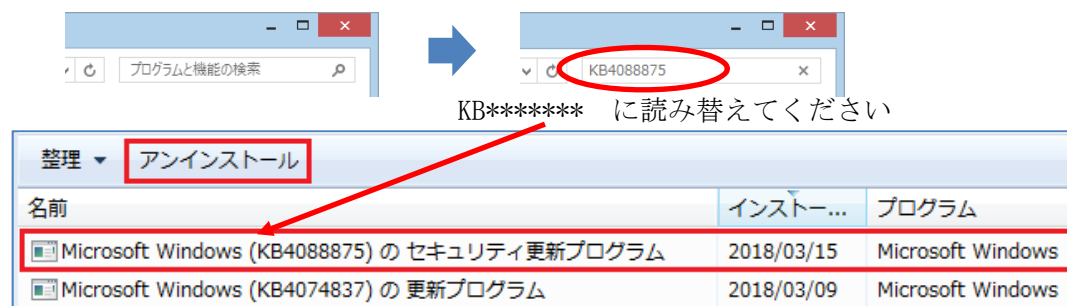 プログラムと機能の検索
KB4088875
KB******* に読み替えてください
整理 アンインストール
名前 インストー... プログラム
Microsoft Windows (KB4088875) の セキュリティ更新プログラム 2018/03/15 Microsoft Windows
Microsoft Windows (KB4074837) の 更新プログラム 2018/03/09 Microsoft Windows